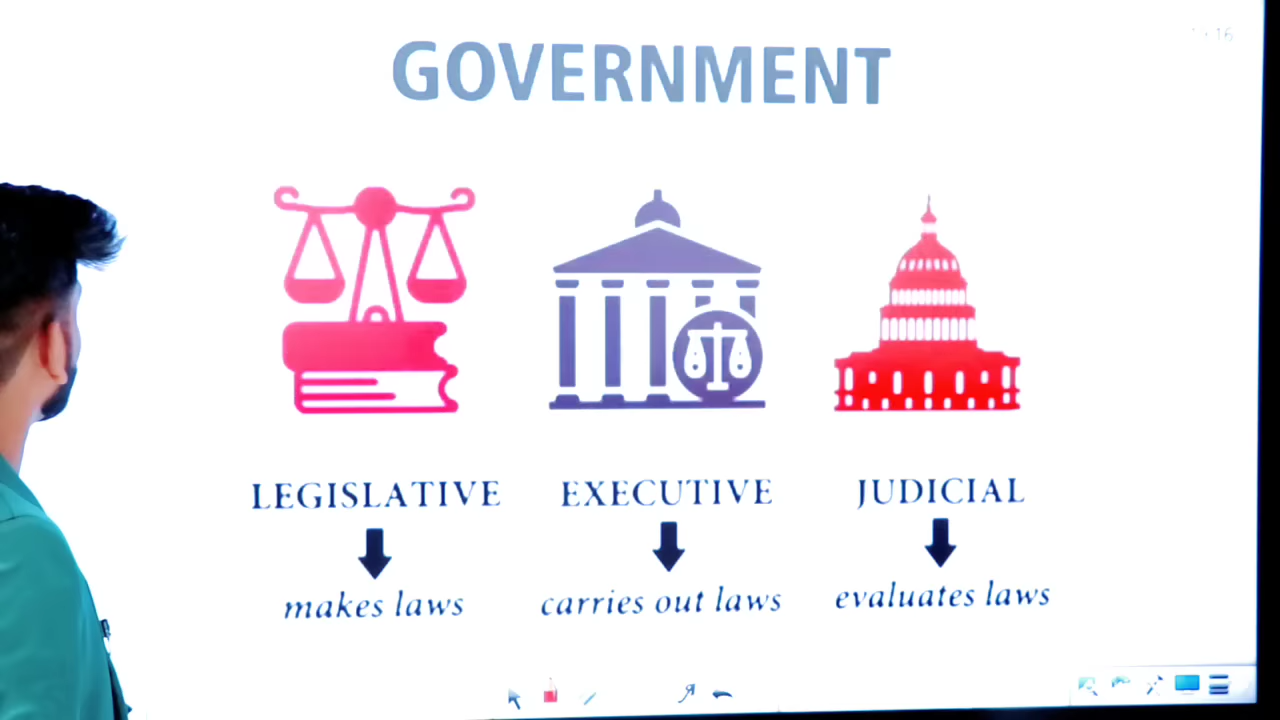 GOVERNMENT
LEGISLATIVE
EXECUTIVE
JUDICIAL
makes laws
carries out laws
evaluates laws